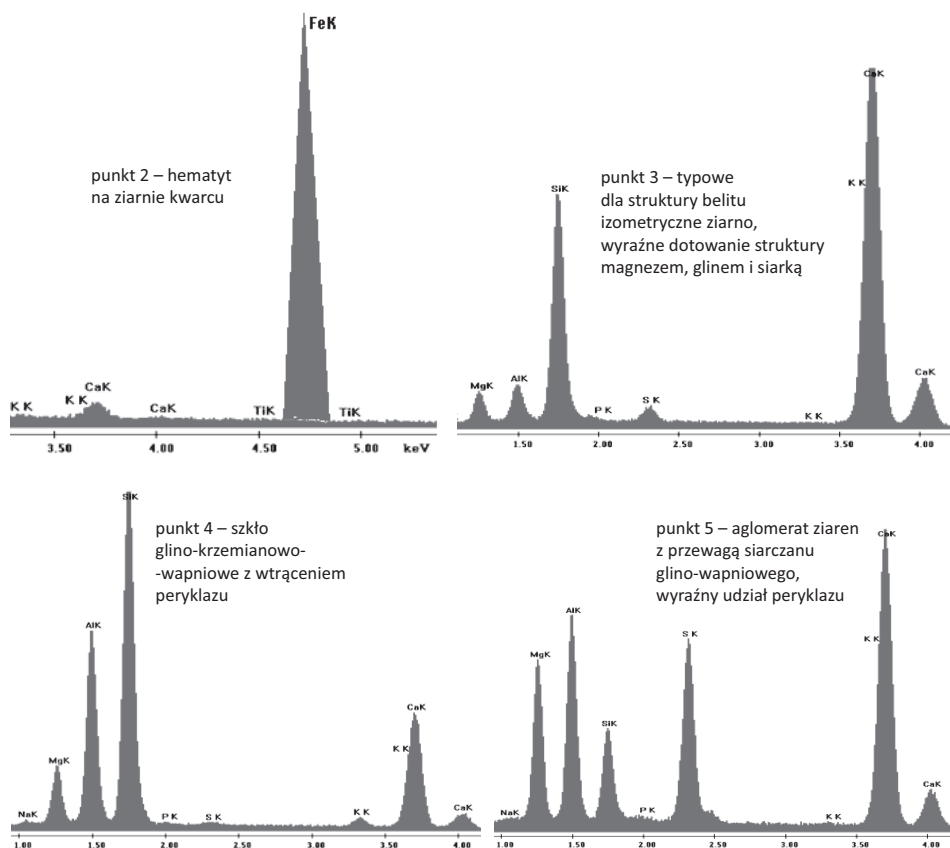 FeK
punkt 2 – hematyt
na ziarnie kwarcu
K K
K K
CaK
CaK
TiK
TiK
3.50
4.00
4.50
5.00
keV
CaK
punkt 3 – typowe
dla struktury belitu
izometryczne ziarno,
wyraźne dotowanie struktury
magnezem, glinem i siarką
K K
SiK
MgK
AlK
P K
S K
K K
CaK
1.50
2.00
2.50
3.00
3.50
4.00
SiK
punkt 4 – szkło
glino-krzemianowo-
-wapniowe z wtrąceniem
peryklazu
AlK
MgK
NaK
P K
S K
K K
K K
CaK
CaK
1.00
1.50
2.00
2.50
3.00
3.50
4.00
punkt 5 – aglomerat ziaren
z przewagą siarczanu
glino-wapniowego,
wyraźny udział peryklazu
CaK
AlK
S K
K K
MgK
SiK
NaK
P K
K K
CaK
1.00
1.50
2.00
2.50
3.00
3.50
4.00